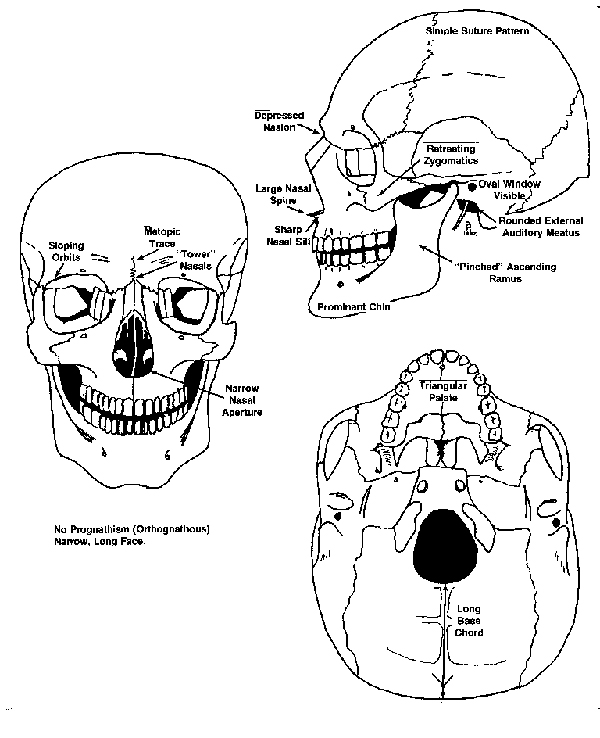 Simple Suture Pattern
Depressed
Nasion
Retreating
Zygomatics
Large Nasal
Spine
Oval Window
Visible
Sharp
Nasal Sill
Rounded External
Auditory Meatus
"Pinched" Ascending
Ramus
Prominant Chin
Metopic
Trace
Sloping
Orbits
"Tower"
Nasals
Narrow
Nasal
Aperture
Triangular
Palate
No Prognathism (Orthognathous)
Narrow, Long Face.
Long
Base
Chord